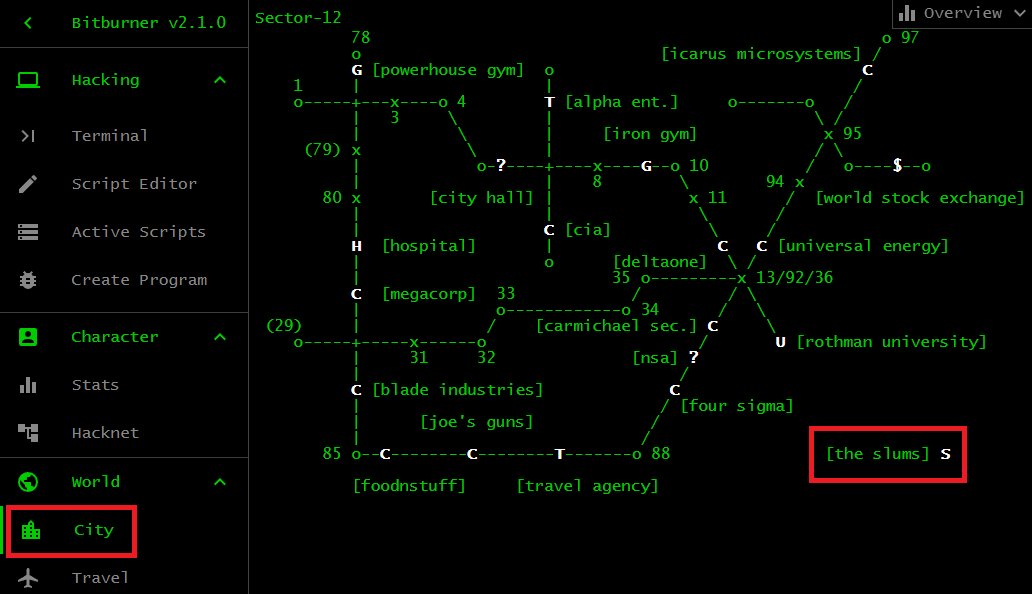 Bitburner v2.1.0
Hacking
Terminal
Script Editor
Active Scripts
Create Program
Character
Stats
Hacknet
World
City
Travel
Sector-12
Overview
78
o 97
o
[icarus microsystems] /
G [powerhouse gym] o
C
1
o-----+---x----o 4
T [alpha ent.]
o-------o
3
[iron gym]
x 95
(79) x
o-?----+----x----G--o 10
o----$--o
8
94 x
80 x
[city hall]
x 11
[world stock exchange]
C [cia]
H [hospital]
C
C [universal energy]
o
[deltaone]
35 o---------x 13/92/36
C [megacorp] 33
o------------o 34
(29)
[carmichael sec.] C
o-----+-----x------o
U [rothman university]
31
32
[nsa] ?
C [blade industries]
C
[four sigma]
[joe's guns]
85 o--C--------C--------T-------o 88
[the slums] S
[foodnstuff]
[travel agency]